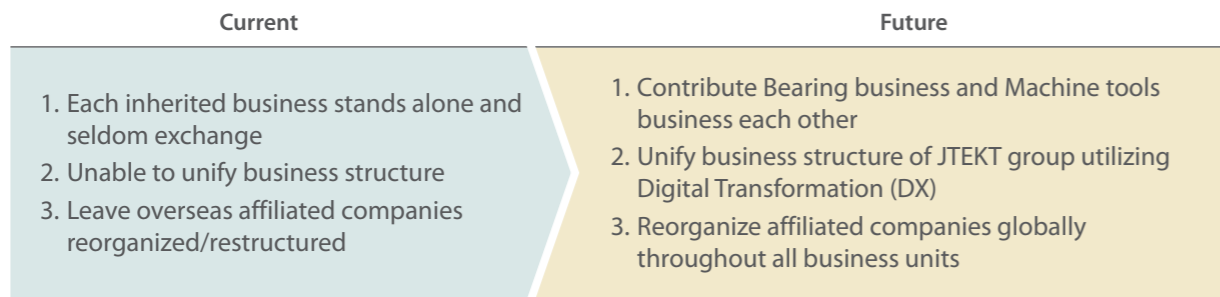 Current
1. Each inherited business stands alone and
seldom exchange
2. Unable to unify business structure
3. Leave overseas affiliated companies
reorganized/restructured
Future
1. Contribute Bearing business and Machine tools
business each other
2. Unify business structure of JTEKT group utilizing
Digital Transformation (DX)
3. Reorganize affiliated companies globally
throughout all business units